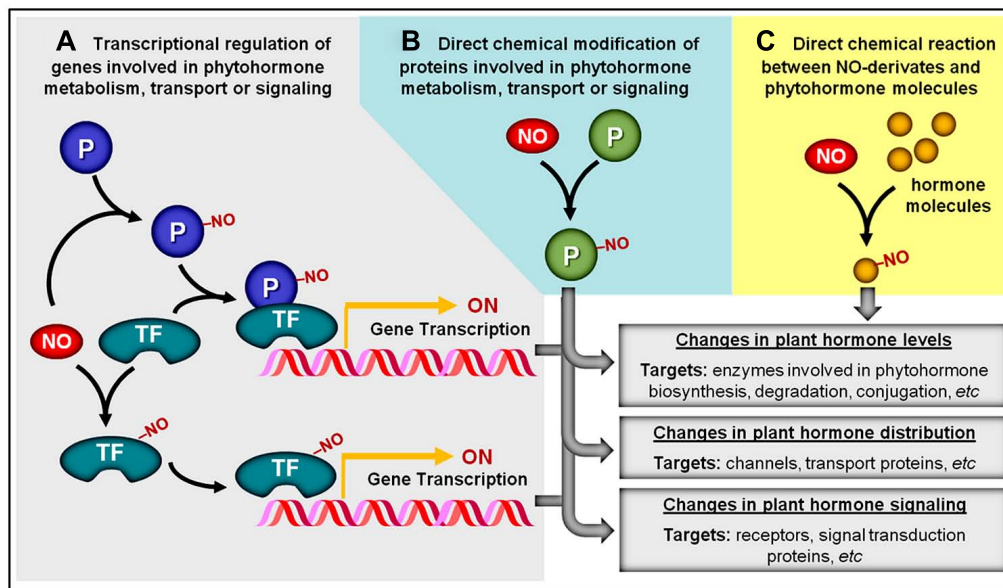 A Transcriptional regulation of
genes involved in phytohormone
metabolism, transport or signaling
P
P
–NO
P
–NO
TF
NO
TF
ON
Gene Transcription
TF
–NO
TF
–NO
ON
Gene Transcription
B Direct chemical modification of
proteins involved in phytohormone
metabolism, transport or signaling
NO
P
P
–NO
C Direct chemical reaction
between NO-derivates and
phytohormone molecules
NO
hormone
molecules
–NO
Changes in plant hormone levels
Targets: enzymes involved in phytohormone
biosynthesis, degradation, conjugation, etc
Changes in plant hormone distribution
Targets: channels, transport proteins, etc
Changes in plant hormone signaling
Targets: receptors, signal transduction
proteins, etc